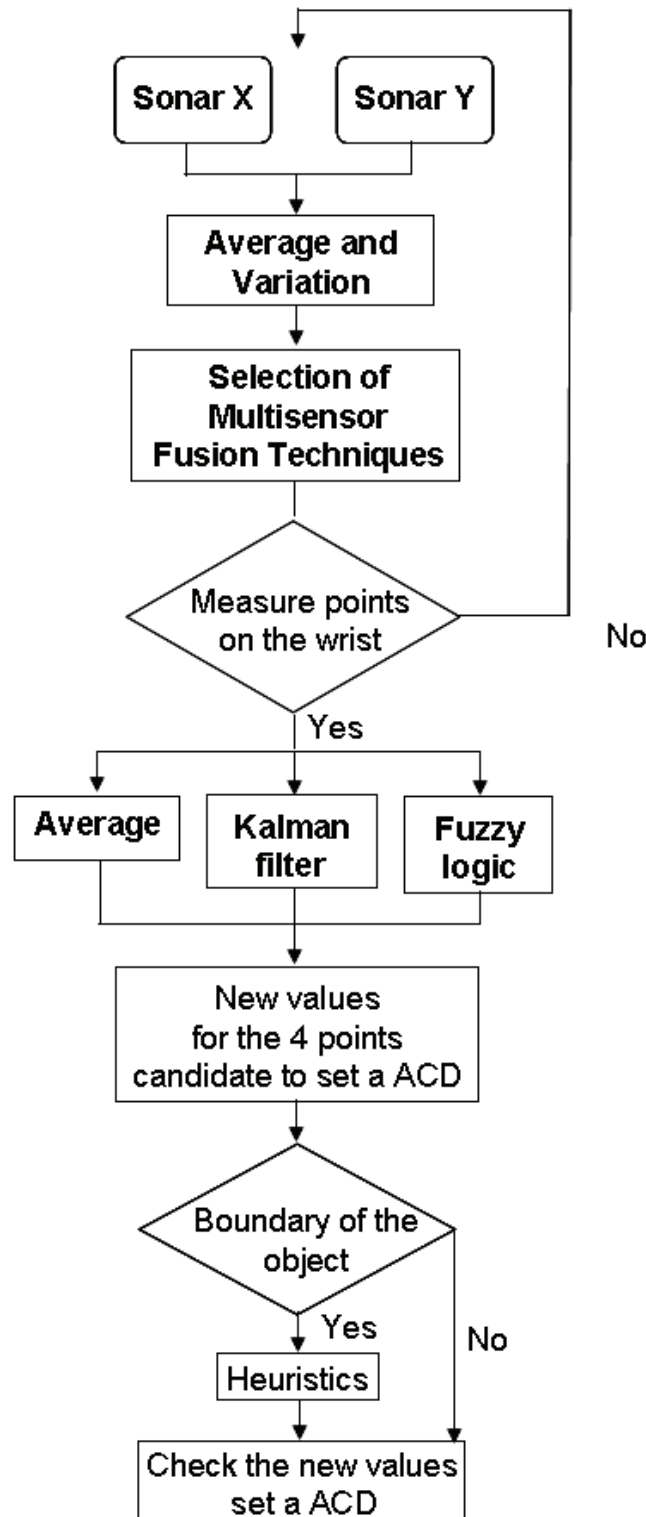 Sonar X
Sonar Y
Average and
Variation
Selection of
Multisensor
Fusion Techniques
Measure points
on the wrist
No
Yes
Average
Kalman
filter
Fuzzy
logic
New values
for the 4 points
candidate to set a ACD
Boundary of the
object
Yes
No
Heuristics
Check the new values
set a ACD